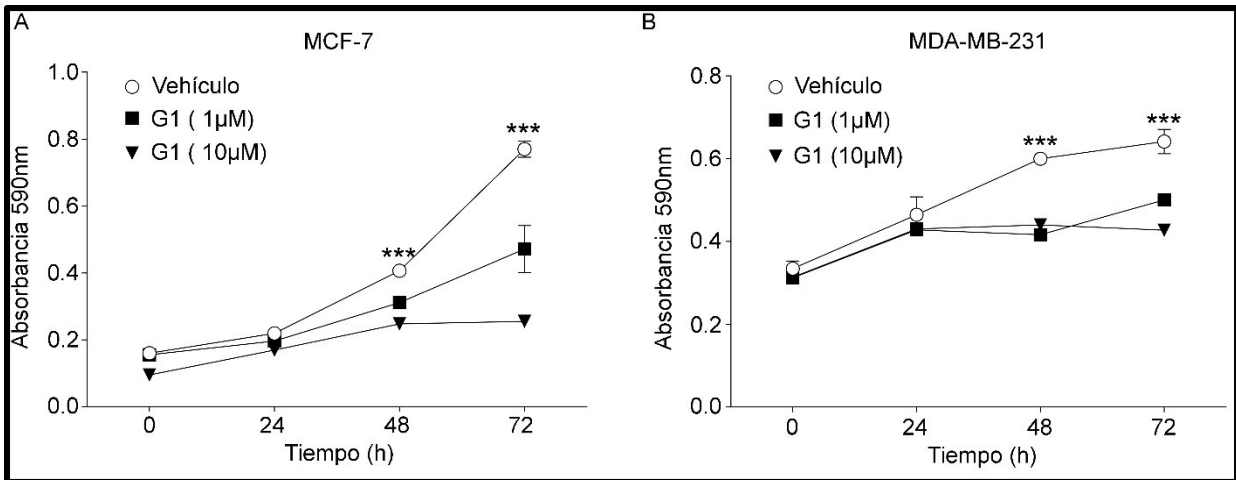 A
MCF-7
Vehículo
G1 ( 1µM)
G1 ( 10µM)
1.0
0.8
0.6
0.4
0.2
0.0
Absorbancia 590nm
***
***
0 24 48 72
Tiempo (h)
B
MDA-MB-231
Vehículo
G1 (1µM)
G1 (10µM)
0.8
0.6
0.4
0.2
0.0
Absorbancia 590nm
***
***
0 24 48 72
Tiempo (h)